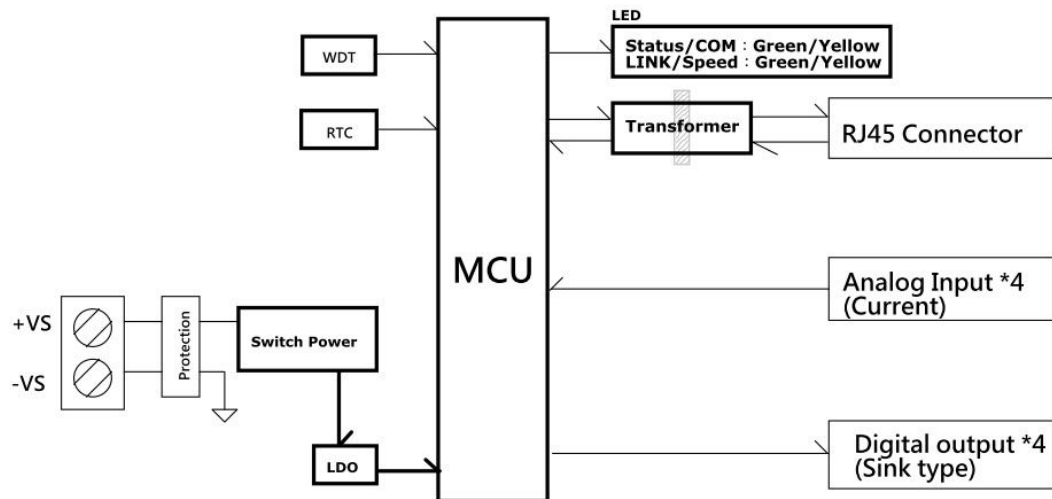 LED
WDT
Status/COM：Green/Yellow
LINK/Speed：Green/Yellow
RTC
Transformer
RJ45 Connector
MCU
Analog Input *4
(Current)
+VS
-VS
Protection
Switch Power
LDO
Digital output *4
(Sink type)